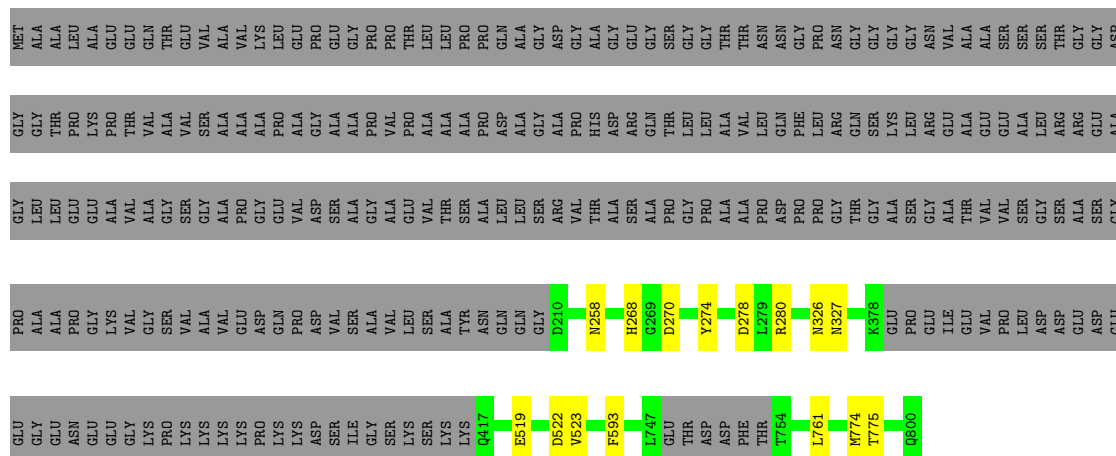 MET ALA ALA LEU ALA GLU GLU GLN THR GLU VAL ALA VAL LYS LEU GLU PRO GLU GLY PRO PRO THR LEU LEU PRO PRO GLN ALA GLY ASP GLY ALA GLY GLU GLY SER GLY GLY THR THR ASN ASN GLY PRO ASN GLY GLY GLY GLY ASN VAL ALA ALA SER SER SER THR GLY GLY ASP
GLY GLY THR PRO LYS PRO THR VAL ALA VAL SER ALA ALA ALA PRO ALA GLY ALA ALA PRO VAL PRO ALA ALA ALA PRO ASP ALA GLY ALA PRO HIS ASP ARG GLN THR LEU LEU ALA VAL LEU GLN PHE LEU ARG GLN SER LYS LEU ARG GLU ALA GLU GLU ALA LEU ARG ARG GLU ALA
GLY LEU LEU GLU GLU ALA VAL ALA GLY SER GLY ALA PRO GLY GLU VAL ASP SER ALA GLY ALA GLU VAL THR SER ALA LEU LEU SER ARG VAL THR ALA SER ALA PRO GLY PRO ALA ALA PRO ASP PRO PRO GLY THR GLY ALA SER GLY ALA THR VAL VAL SER GLY SER ALA SER GLY
PRO ALA ALA PRO GLY LYS VAL GLY SER VAL ALA VAL GLU ASP GLN PRO ASP VAL SER ALA VAL LEU SER ALA TYR ASN GLN GLN GLY D210 N258 H268 G269 D270 Y274 D278 L279 R280 N326 N327 K378 GLU PRO GLU ILE GLU VAL PRO LEU ASP ASP GLU ASP GLU
GLU GLY GLU ASN GLU GLU GLY LYS PRO LYS LYS LYS LYS PRO LYS LYS ASP SER ILE GLY SER LYS SER LYS LYS Q417 E519 D522 V523 F593 L747 GLU THR ASP ASP PHE THR T754 L761 M774 T775 Q800